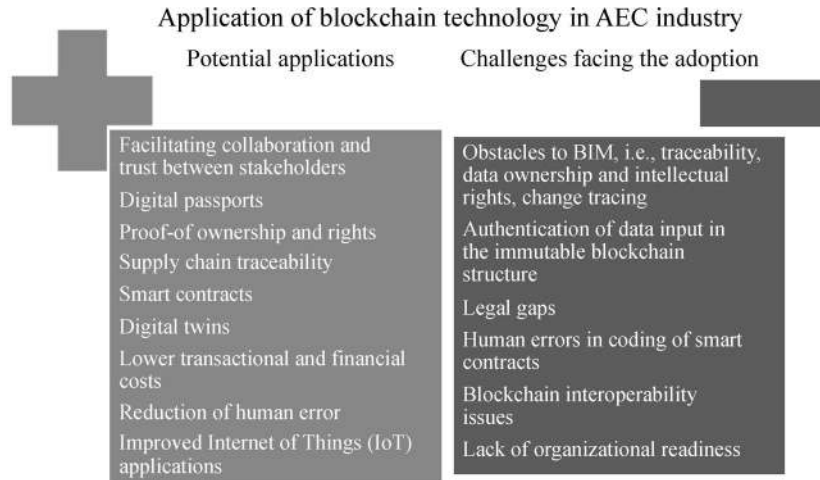 Application of blockchain technology in AEC industry
Potential applications
Challenges facing the adoption
Facilitating collaboration and
trust between stakeholders
Digital passports
Proof-of ownership and rights
Supply chain traceability
Smart contracts
Digital twins
Lower transactional and financial
costs
Reduction of human error
Improved Internet of Things (IoT)
applications
Obstacles to BIM, i.e., traceability,
data ownership and intellectual
rights, change tracing
Authentication of data input in
the immutable blockchain
structure
Legal gaps
Human errors in coding of smart
contracts
Blockchain interoperability
issues
Lack of organizational readiness